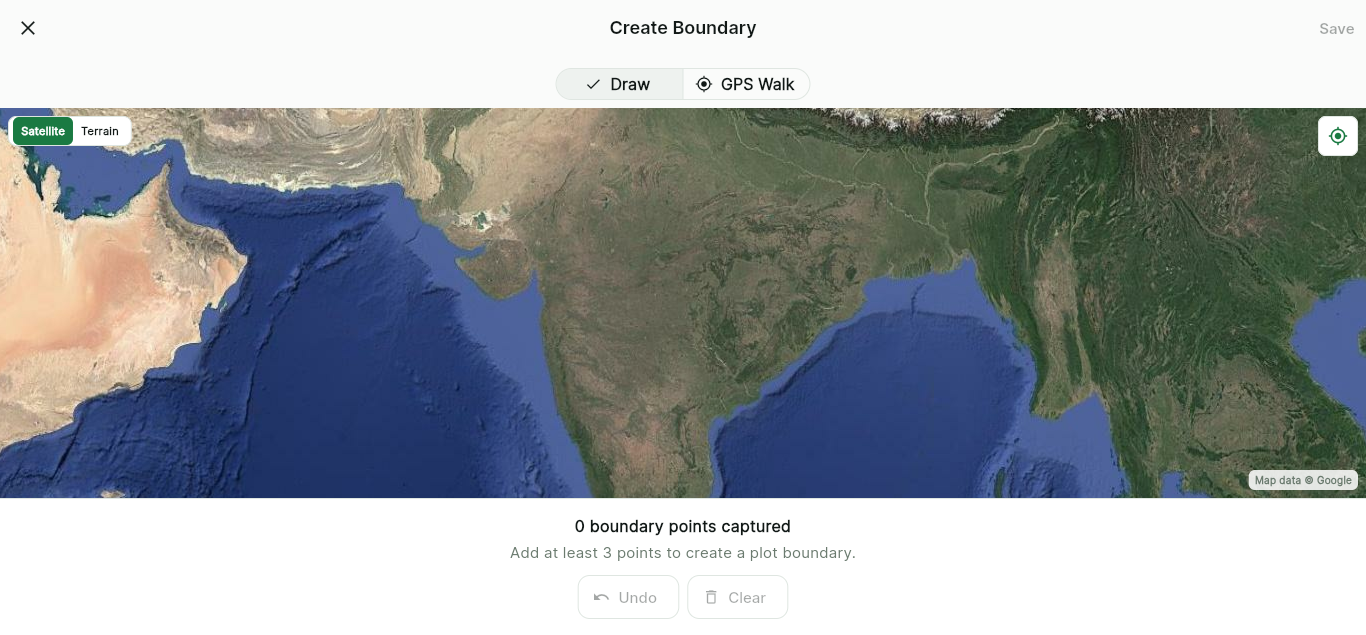 Create Boundary
Save
Draw
GPS Walk
Satellite
Terrain
Map data © Google
0 boundary points captured
Add at least 3 points to create a plot boundary.
Undo
Clear